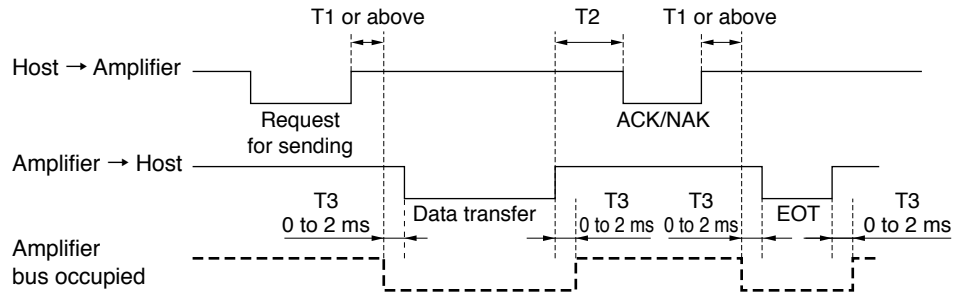 T1 or above
T2
T1 or above
Host → Amplifier
Request
for sending
ACK/NAK
Amplifier → Host
Data transfer
EOT
T3
0 to 2 ms
T3
0 to 2 ms
T3
0 to 2 ms
T3
0 to 2 ms
Amplifier
bus occupied